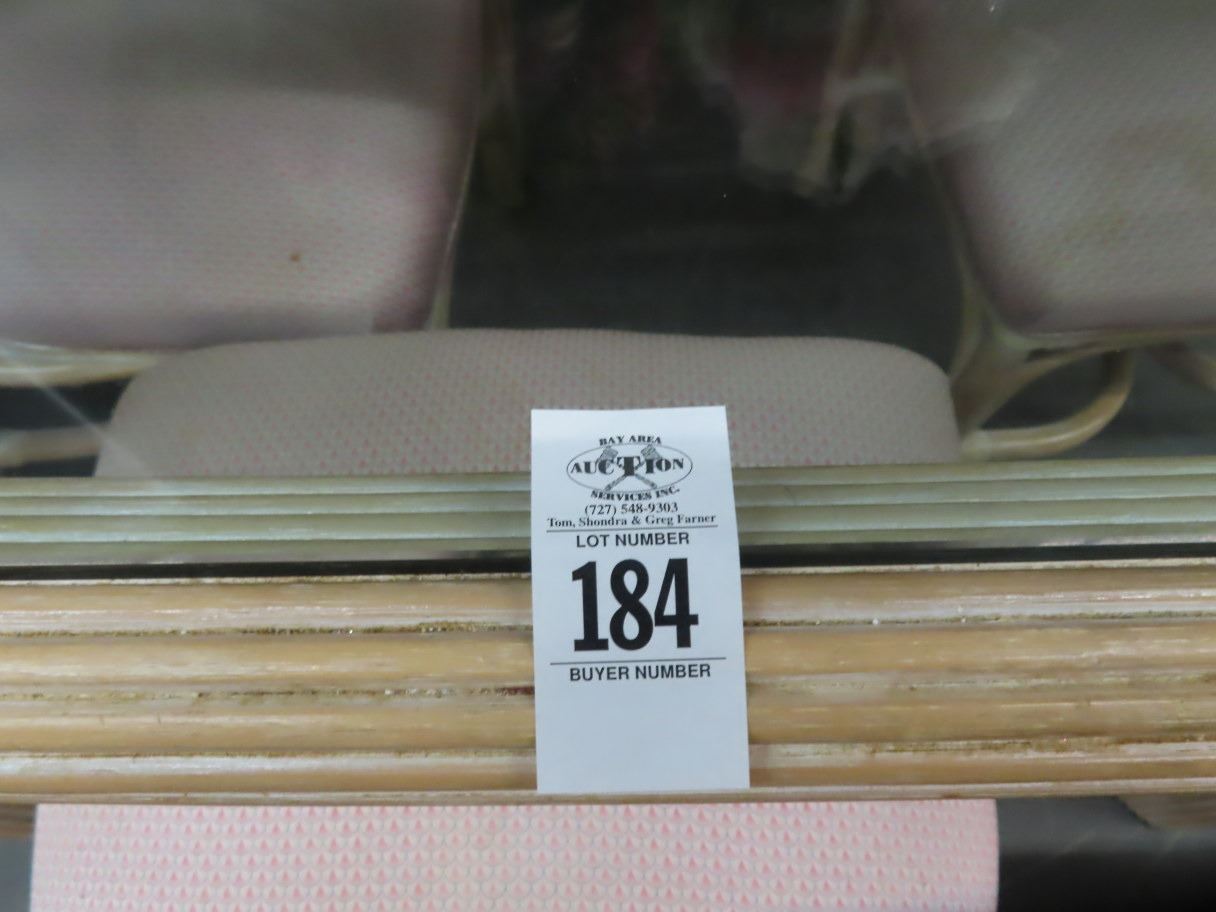 BAY AREA
AUCTION
SERVICES INC.
(727) 548-9303
Tom, Shondra & Greg Farner
LOT NUMBER
184
BUYER NUMBER